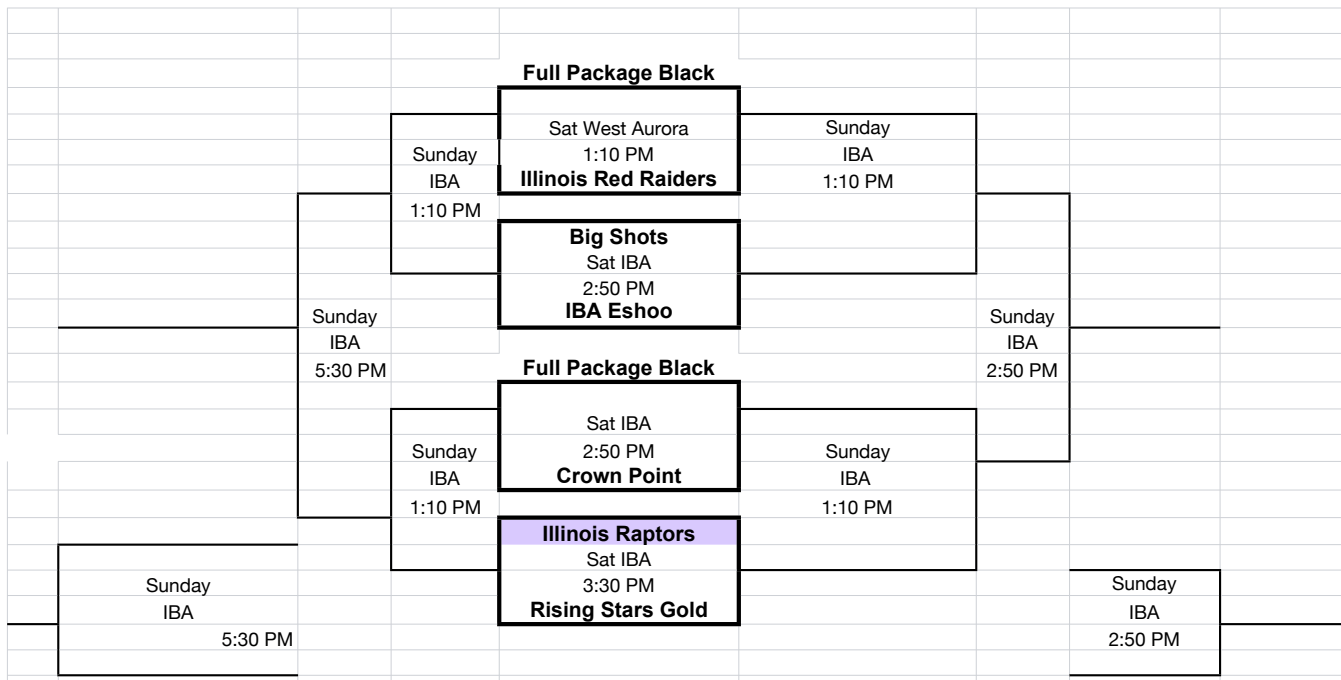 Full Package Black
Sat West Aurora
1:10 PM
Illinois Red Raiders
Sunday
IBA
1:10 PM
Sunday
IBA
1:10 PM
Big Shots
Sat IBA
2:50 PM
IBA Eshoo
Sunday
IBA
5:30 PM
Sunday
IBA
2:50 PM
Full Package Black
Sat IBA
2:50 PM
Crown Point
Sunday
IBA
1:10 PM
Sunday
IBA
1:10 PM
Illinois Raptors
Sat IBA
3:30 PM
Rising Stars Gold
Sunday
IBA
5:30 PM
Sunday
IBA
2:50 PM